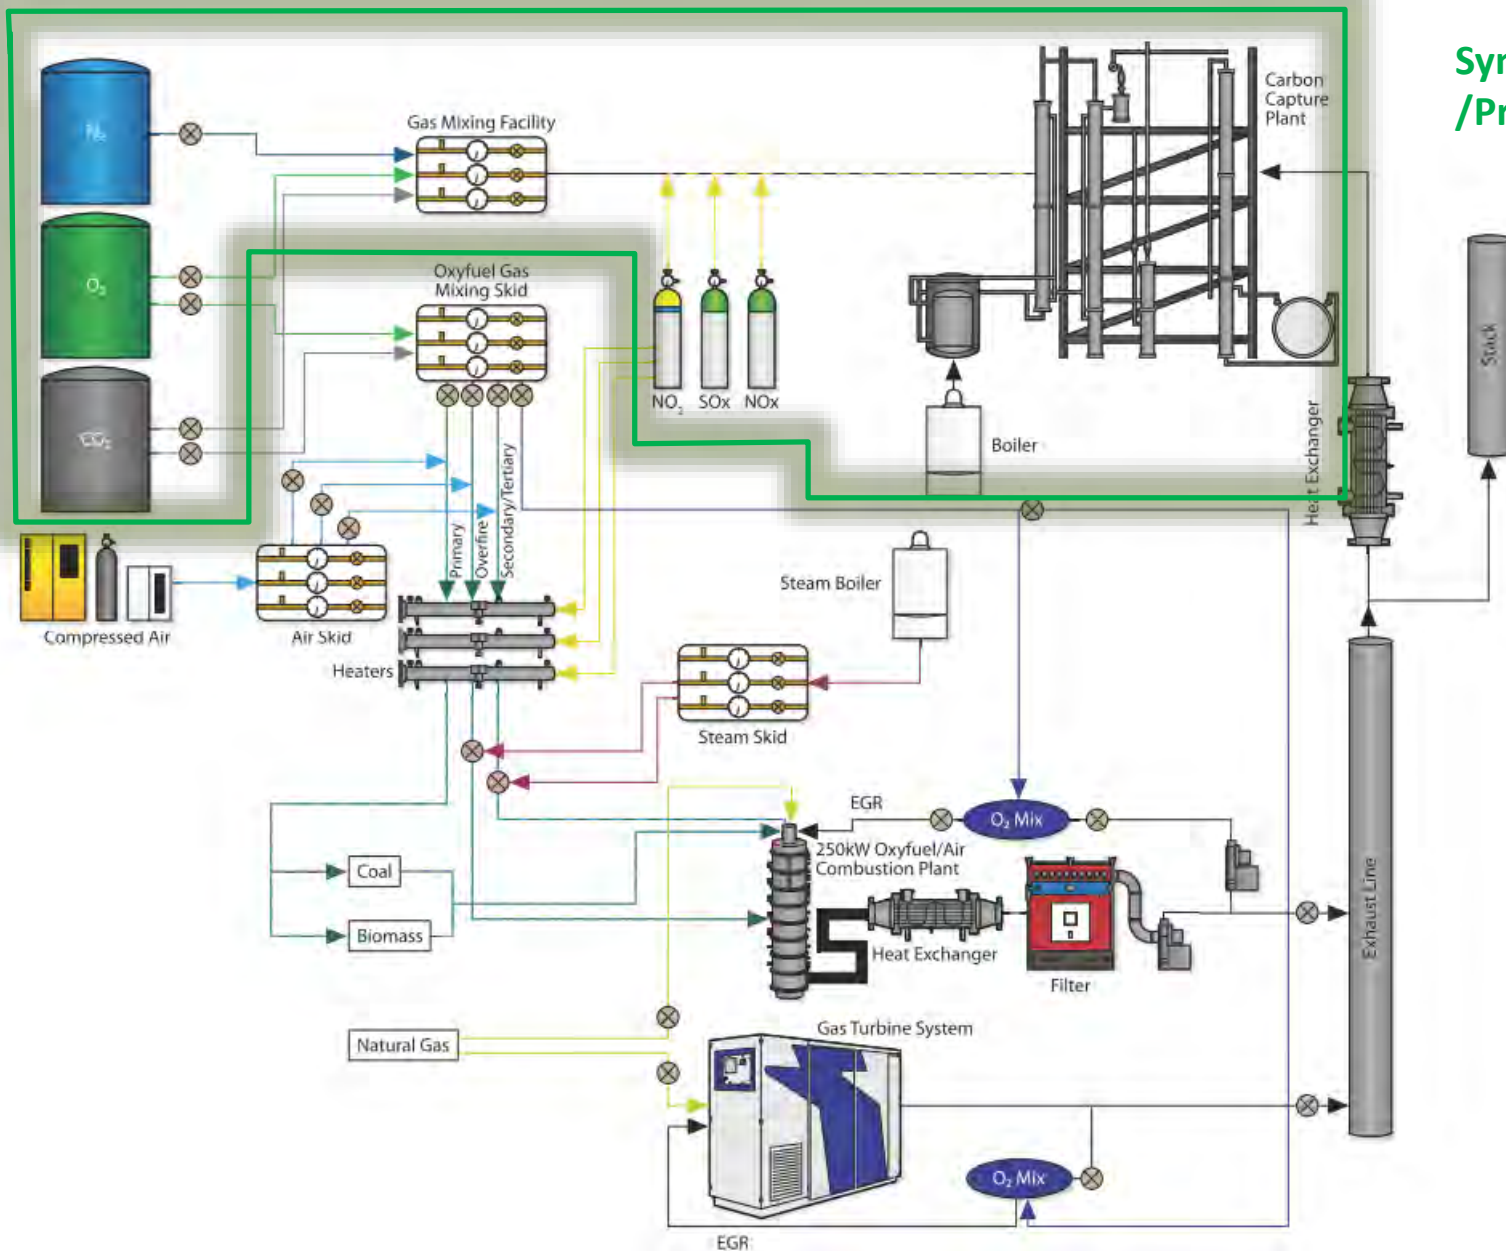 Carbon
Capture
Plant
N₂
Gas Mixing Facility
O₂
Oxyfuel Gas
Mixing Skid
Stack
CO₂
NO₂
SOx
NOx
Boiler
Heat Exchanger
Primary
Overfire
Secondary/Tertiary
Steam Boiler
Compressed Air
Air Skid
Heaters
Steam Skid
EGR
O₂ Mix
250kW Oxyfuel/Air
Combustion Plant
Coal
Biomass
Heat Exchanger
Filter
Exhaust Line
Gas Turbine System
Natural Gas
O₂ Mix
EGR